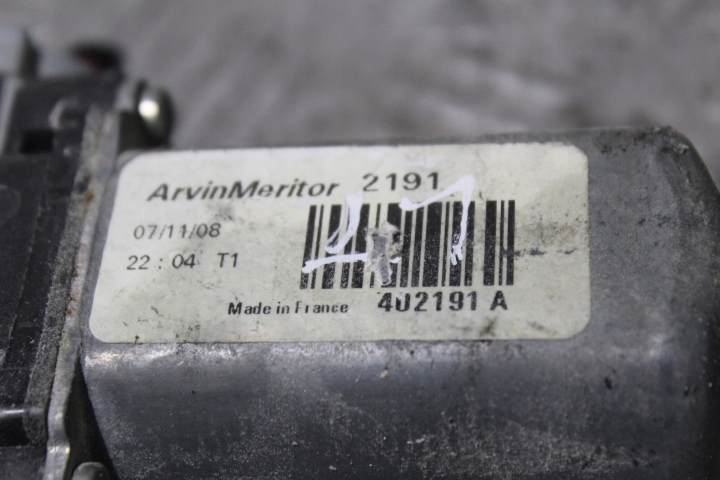 ArvinMeritor 2191
07/11/08
22 : 04 T1
Made in France 402191 A